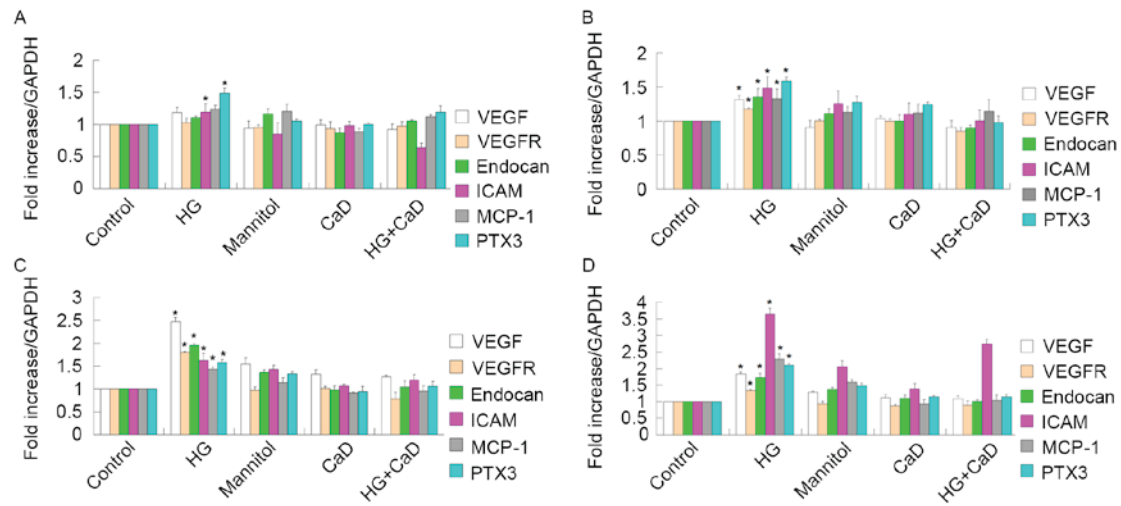 A
Fold increase/GAPDH
2
1.5
1
0.5
0
*
*
Control
HG
Mannitol
CaD
HG+CaD
VEGF
VEGFR
Endocan
ICAM
MCP-1
PTX3
B
Fold increase/GAPDH
2
1.5
1
0.5
0
* * * * * *
Control
HG
Mannitol
CaD
HG+CaD
VEGF
VEGFR
Endocan
ICAM
MCP-1
PTX3
C
Fold increase/GAPDH
3
2.5
2
1.5
1
0.5
0
* * * * * *
Control
HG
Mannitol
CaD
HG+CaD
VEGF
VEGFR
Endocan
ICAM
MCP-1
PTX3
D
Fold increase/GAPDH
4
3.5
2.5
2
1.5
1
0.5
0
* * * * * *
Control
HG
Mannitol
CaD
HG+CaD
VEGF
VEGFR
Endocan
ICAM
MCP-1
PTX3